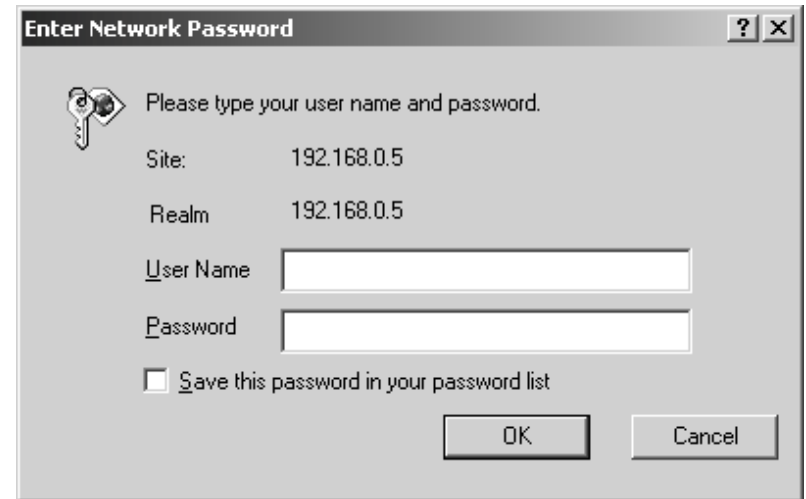 Enter Network Password
Please type your user name and password.
Site: 192.168.0.5
Realm 192.168.0.5
User Name
Password
Save this password in your password list
OK Cancel